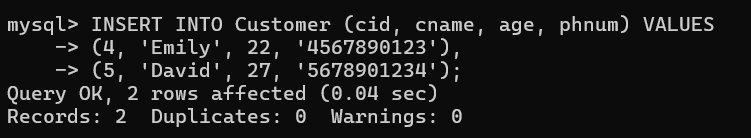 mysql> INSERT INTO Customer (cid, cname, age, phnum) VALUES
    -> (4, 'Emily', 22, '4567890123'),
    -> (5, 'David', 27, '5678901234');
Query OK, 2 rows affected (0.04 sec)
Records: 2  Duplicates: 0  Warnings: 0